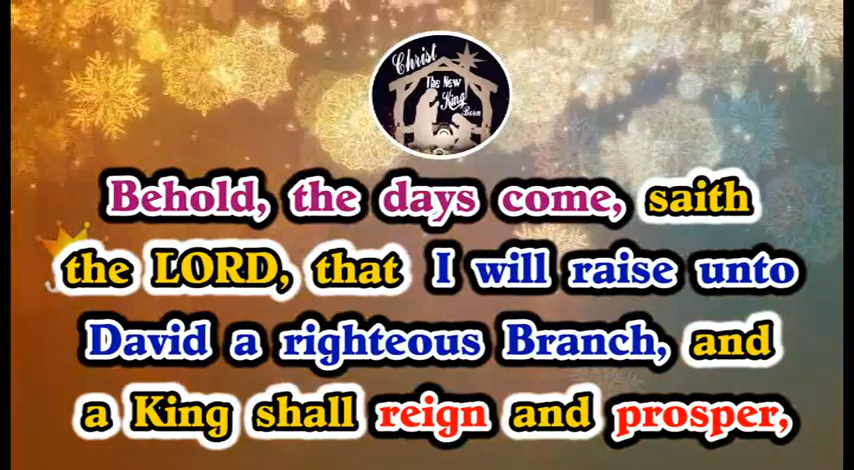 Christ
The New
King
Born
Behold, the days come, saith
the LORD, that I will raise unto
David a righteous Branch, and
a King shall reign and prosper,